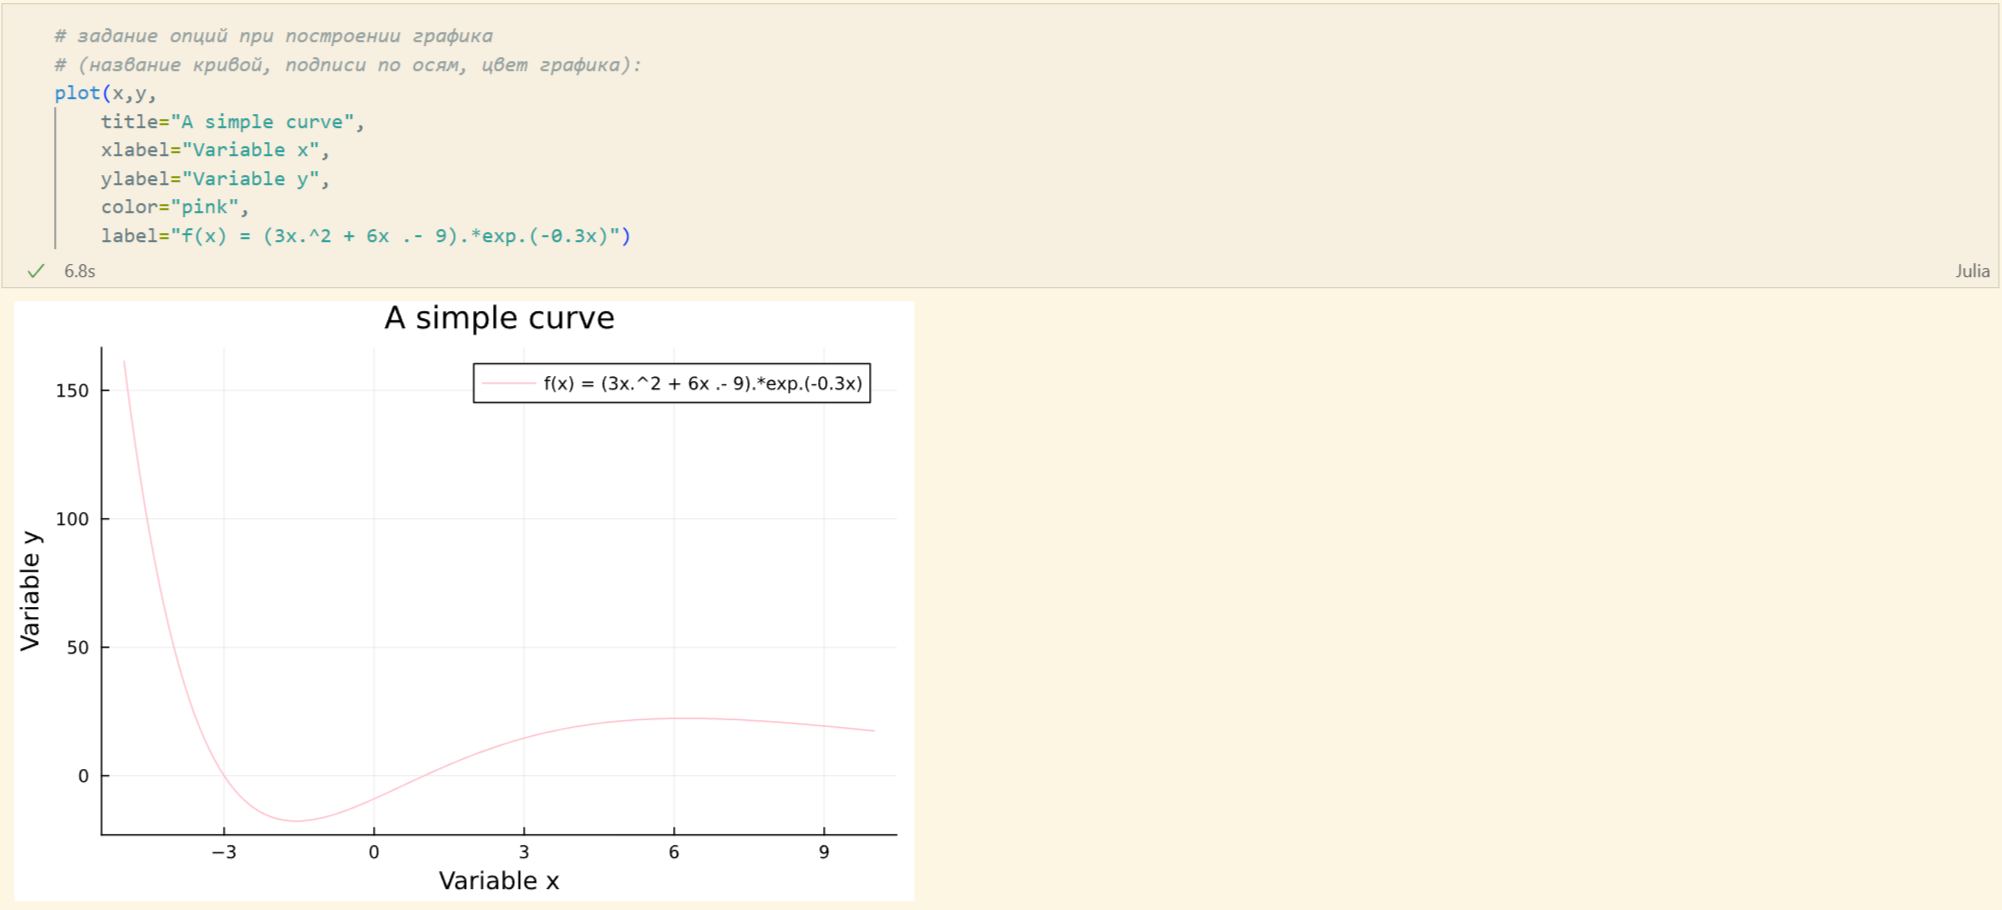 # задание опций при построении графика
# (название кривой, подписи по осям, цвет графика):
plot(x,y,
    title="A simple curve",
    xlabel="Variable x",
    ylabel="Variable y",
    color="pink",
    label="f(x) = (3x.^2 + 6x .- 9).*exp.(-0.3x)")
6.8s
Julia
A simple curve
f(x) = (3x.^2 + 6x .- 9).*exp.(-0.3x)
150
100
50
0
Variable y
−3 0 3 6 9
Variable x